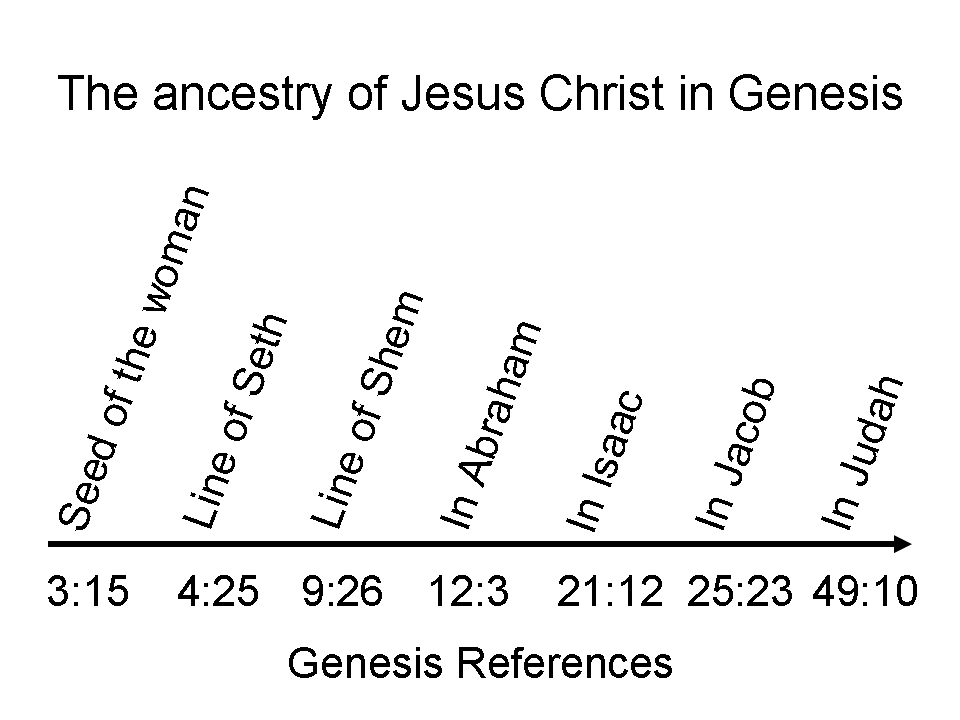 The ancestry of Jesus Christ in Genesis
Seed of the woman
Line of Seth
Line of Shem
In Abraham
In Isaac
In Jacob
In Judah
3:15 4:25 9:26 12:3 21:12 25:23 49:10
Genesis References